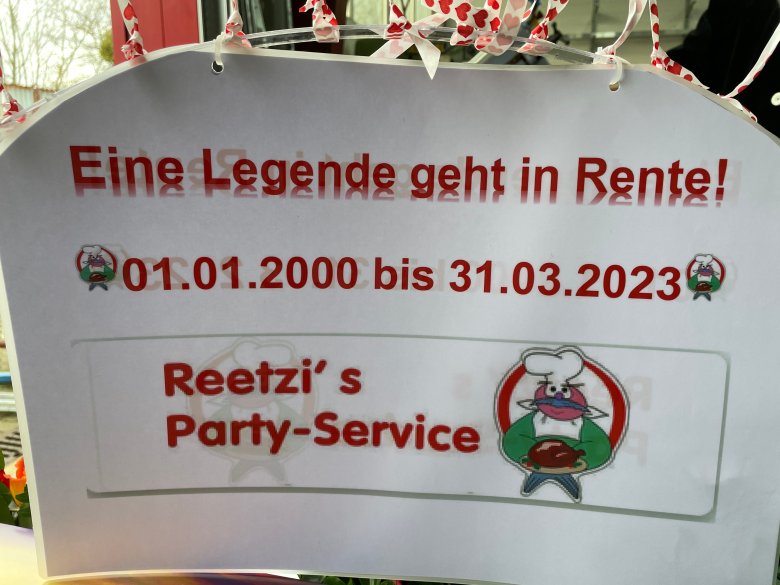 Eine Legende geht in Rente!
01.01.2000 bis 31.03.2023
Reetzi's
Party-Service